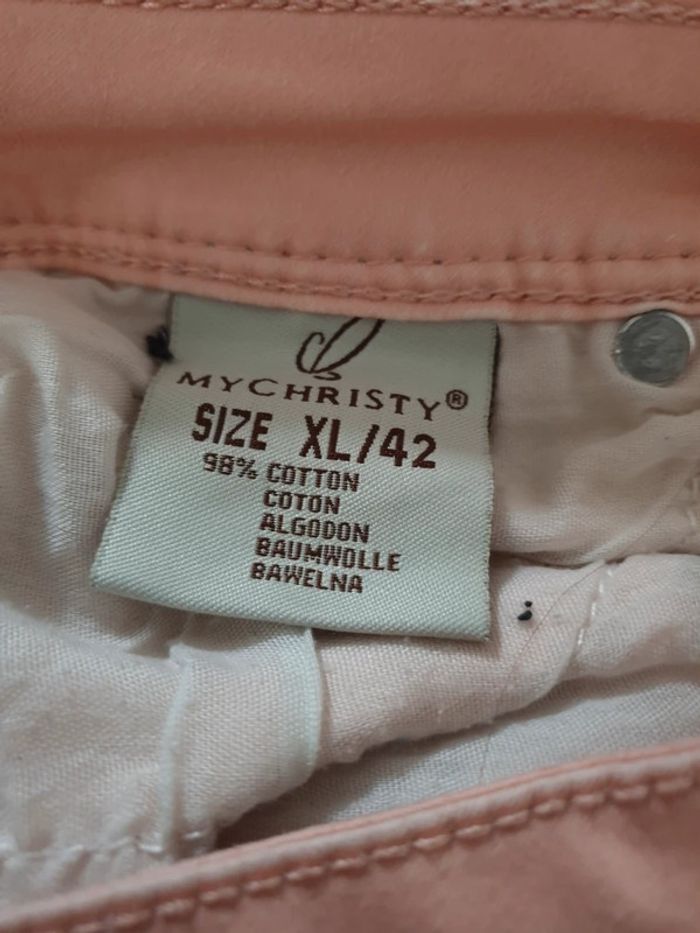 MYCHRISTY®
SIZE XL/42
98% COTTON
COTON
ALGODON
BAUMWOLLE
BAWELNA